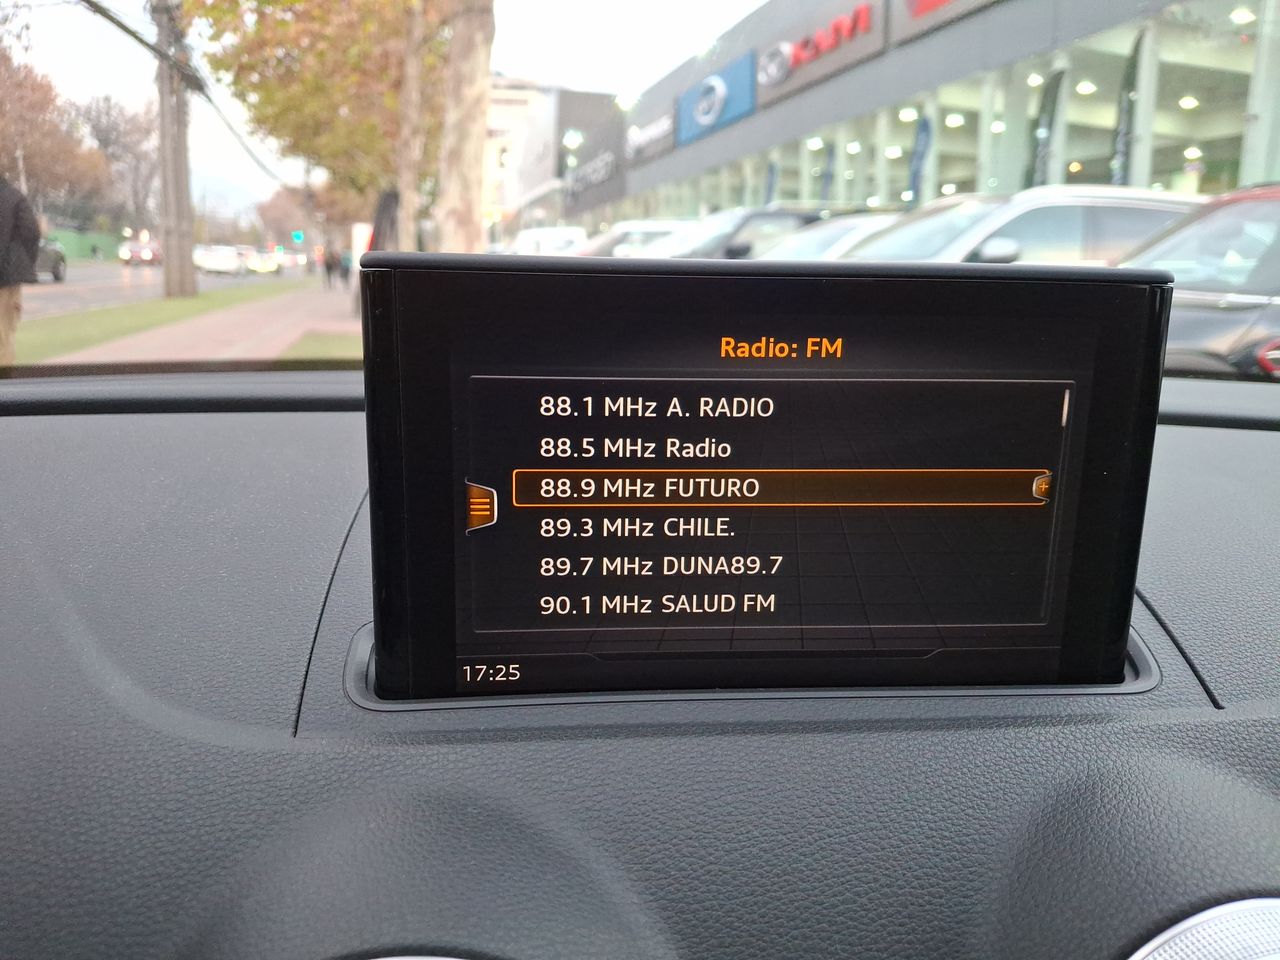 Radio: FM
88.1 MHz A. RADIO
88.5 MHz Radio
88.9 MHz FUTURO
89.3 MHz CHILE.
89.7 MHz DUNA89.7
90.1 MHz SALUD FM
17:25